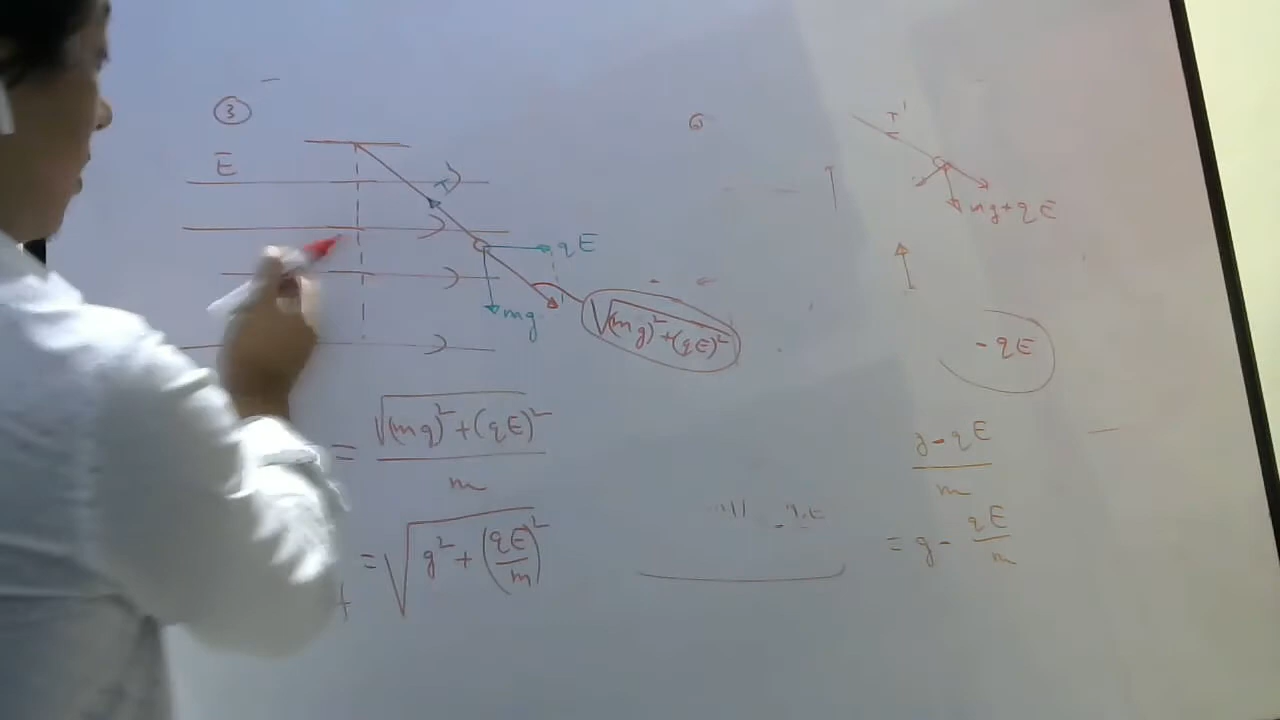 ③
E
T
qE
mg
√(mg)²+(qE)²
= √(mg)²+(qE)² / m
= √g²+(qE/m)²
T'
mg+qE
-qE
g-qE / m
= g- qE/m